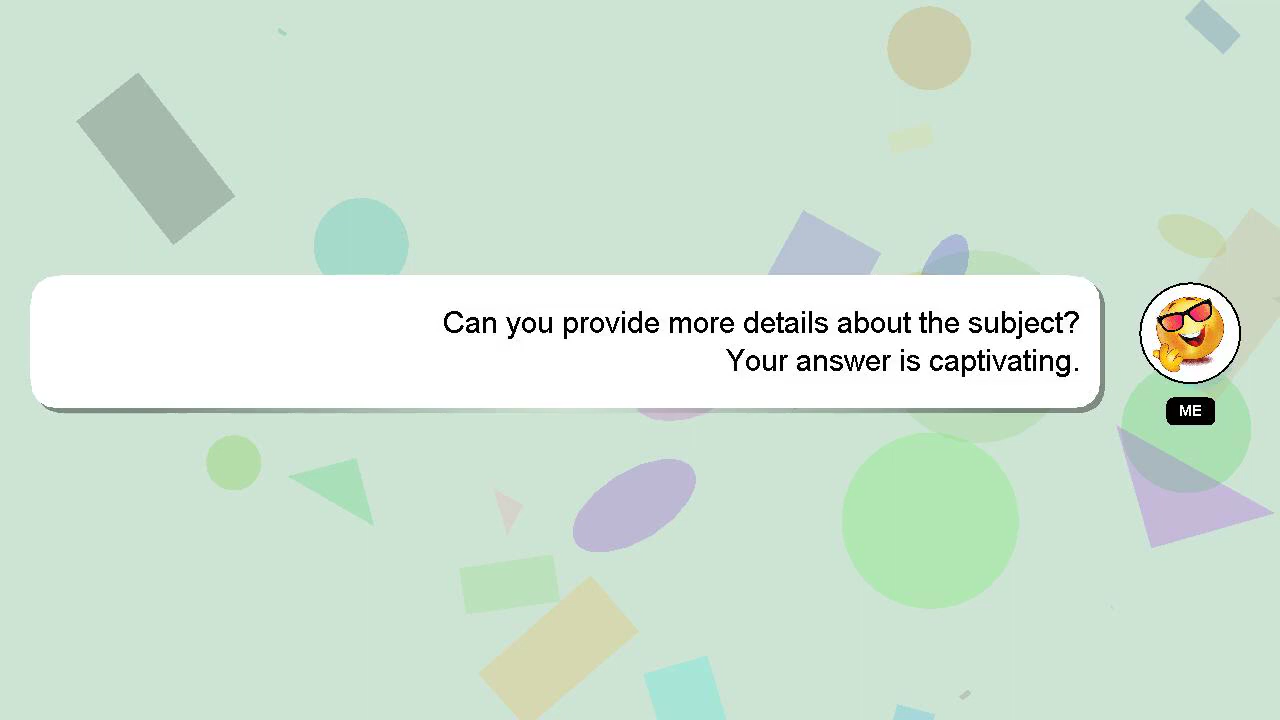 Can you provide more details about the subject?
Your answer is captivating.
ME